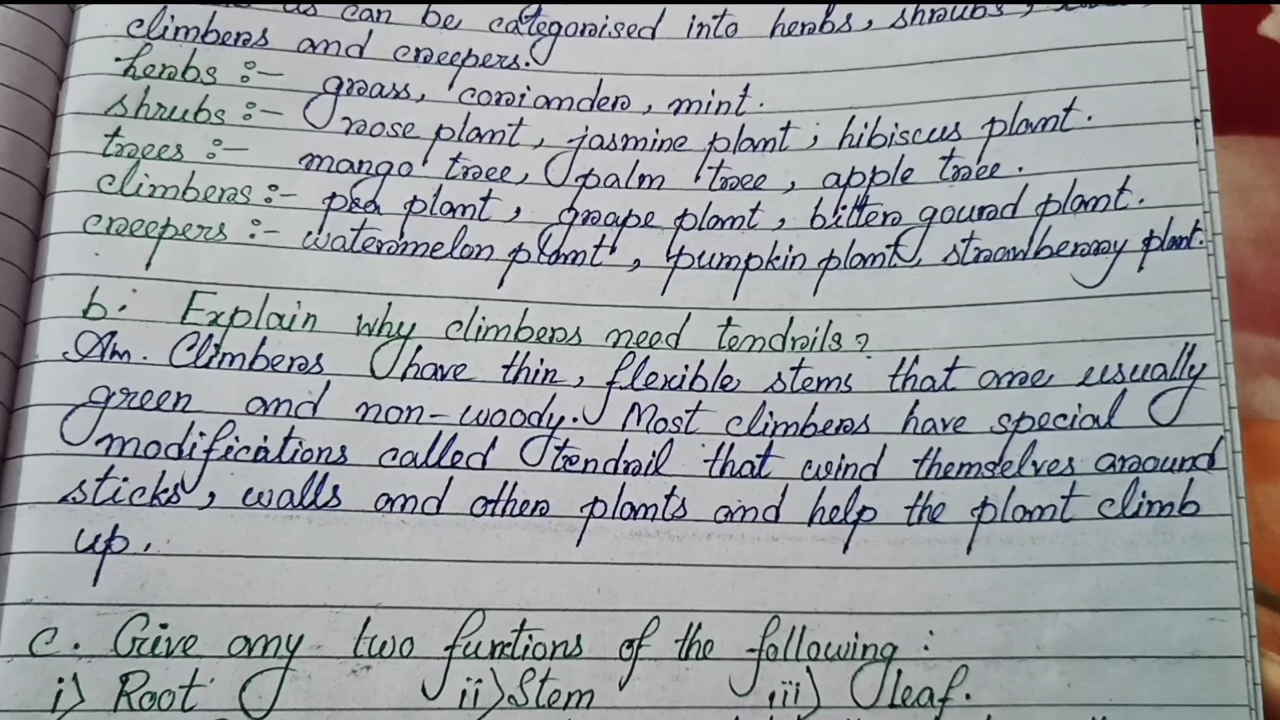 us can be categorised into herbs, shrubs,
climbers and creepers.
herbs :- grass, coriander, mint.
shrubs :- rose plant, jasmine plant, hibiscus plant.
trees :- mango tree, palm tree, apple tree.
climbers :- pea plant, grape plant, bitter gourd plant.
creepers :- watermelon plant, pumpkin plant, strawberry plant.
b. Explain why climbers need tendrils?
Ans. Climbers have thin, flexible stems that are usually
green and non-woody. Most climbers have special
modifications called tendril that wind themselves around
sticks, walls and other plants and help the plant climb
up.
c. Give any two functions of the following:
i) Root ii) Stem iii) leaf.